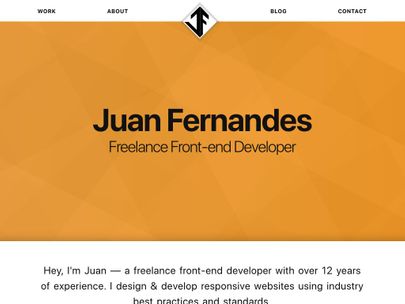 WORK ABOUT JF BLOG CONTACT
Juan Fernandes
Freelance Front-end Developer
Hey, I'm Juan — a freelance front-end developer with over 12 years
of experience. I design & develop responsive websites using industry
best practices and standards.